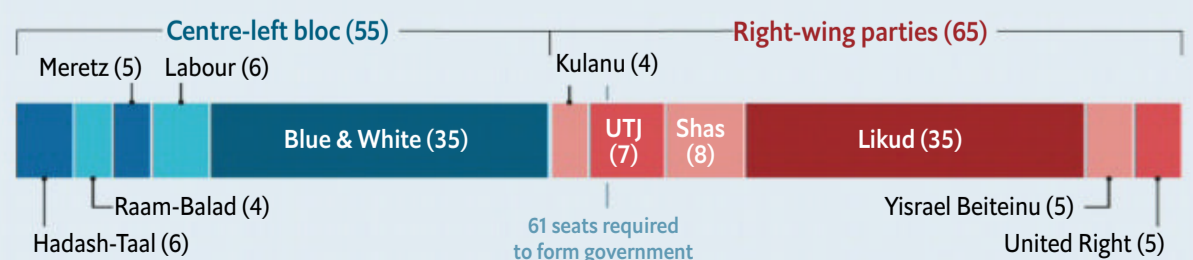 Centre-left bloc (55)
Right-wing parties (65)
Meretz (5)
Labour (6)
Kulanu (4)
Blue & White (35)
UTJ
(7)
Shas
(8)
Likud (35)
Raam-Balad (4)
Hadash-Taal (6)
61 seats required
to form government
Yisrael Beiteinu (5)
United Right (5)